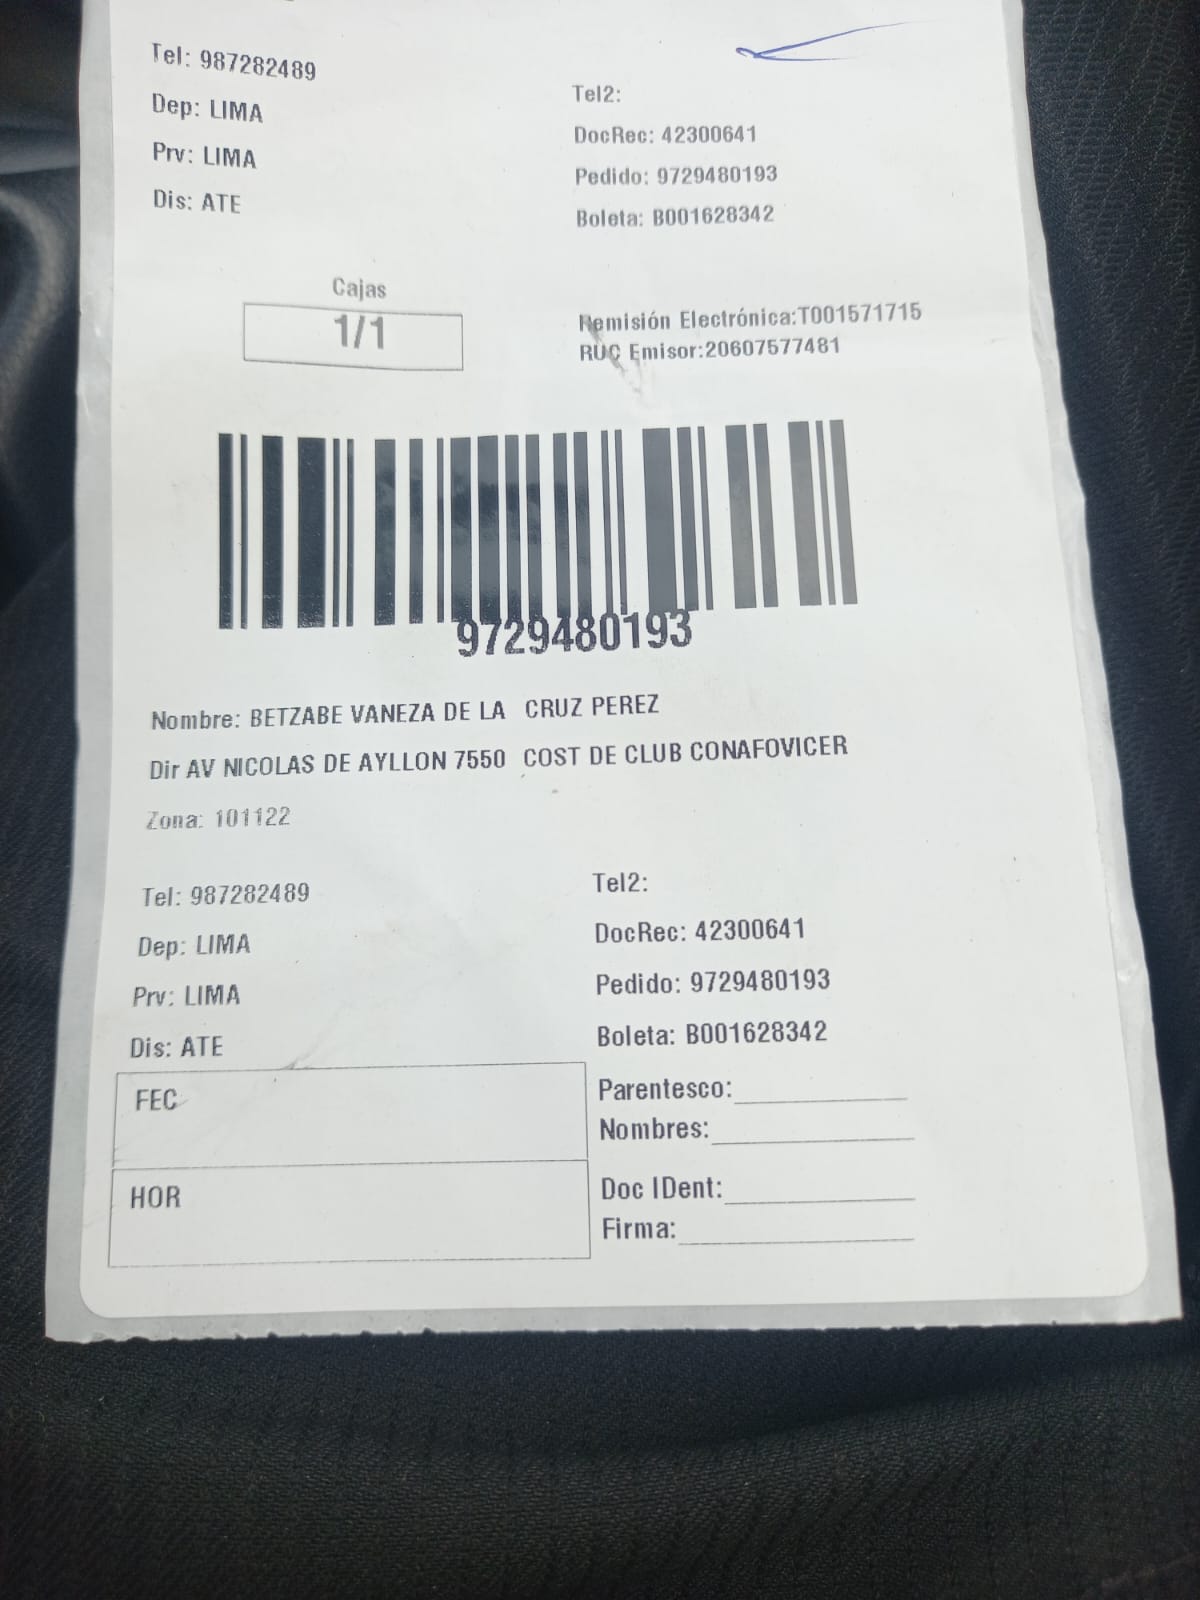 Tel: 987282489
Dep: LIMA
Prv: LIMA
Dis: ATE
Tel2:
DocRec: 42300641
Pedido: 9729480193
Boleta: B001628342
Cajas
1/1
Remisión Electrónica:T001571715
RUC Emisor:20607577481
9729480193
Nombre: BETZABE VANEZA DE LA CRUZ PEREZ
Dir AV NICOLAS DE AYLLON 7550 COST DE CLUB CONAFOVICER
Zona: 101122
Tel: 987282489
Dep: LIMA
Prv: LIMA
Dis: ATE
Tel2:
DocRec: 42300641
Pedido: 9729480193
Boleta: B001628342
FEC
HOR
Parentesco:
Nombres:
Doc IDent:
Firma: